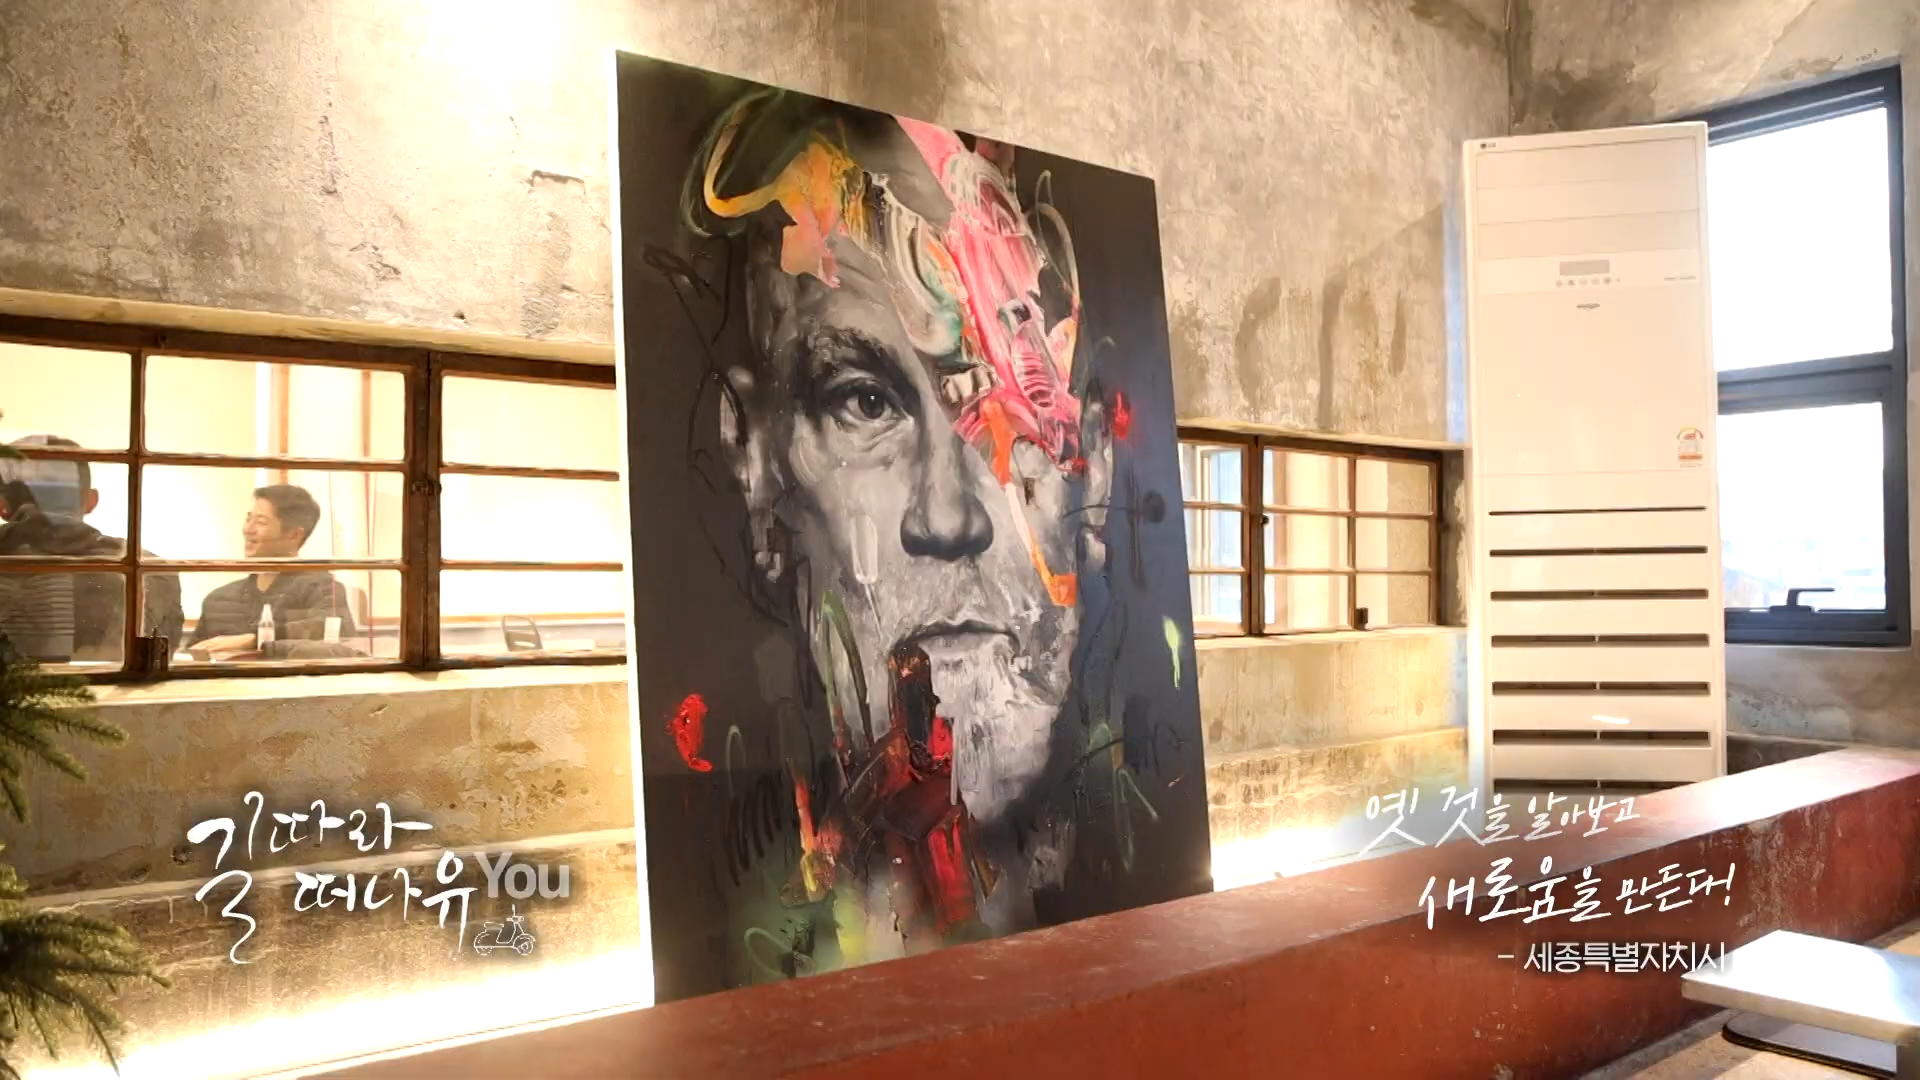 길따라
떠나유You
옛 것을 알아보고
새로움을 만든다!
- 세종특별자치시